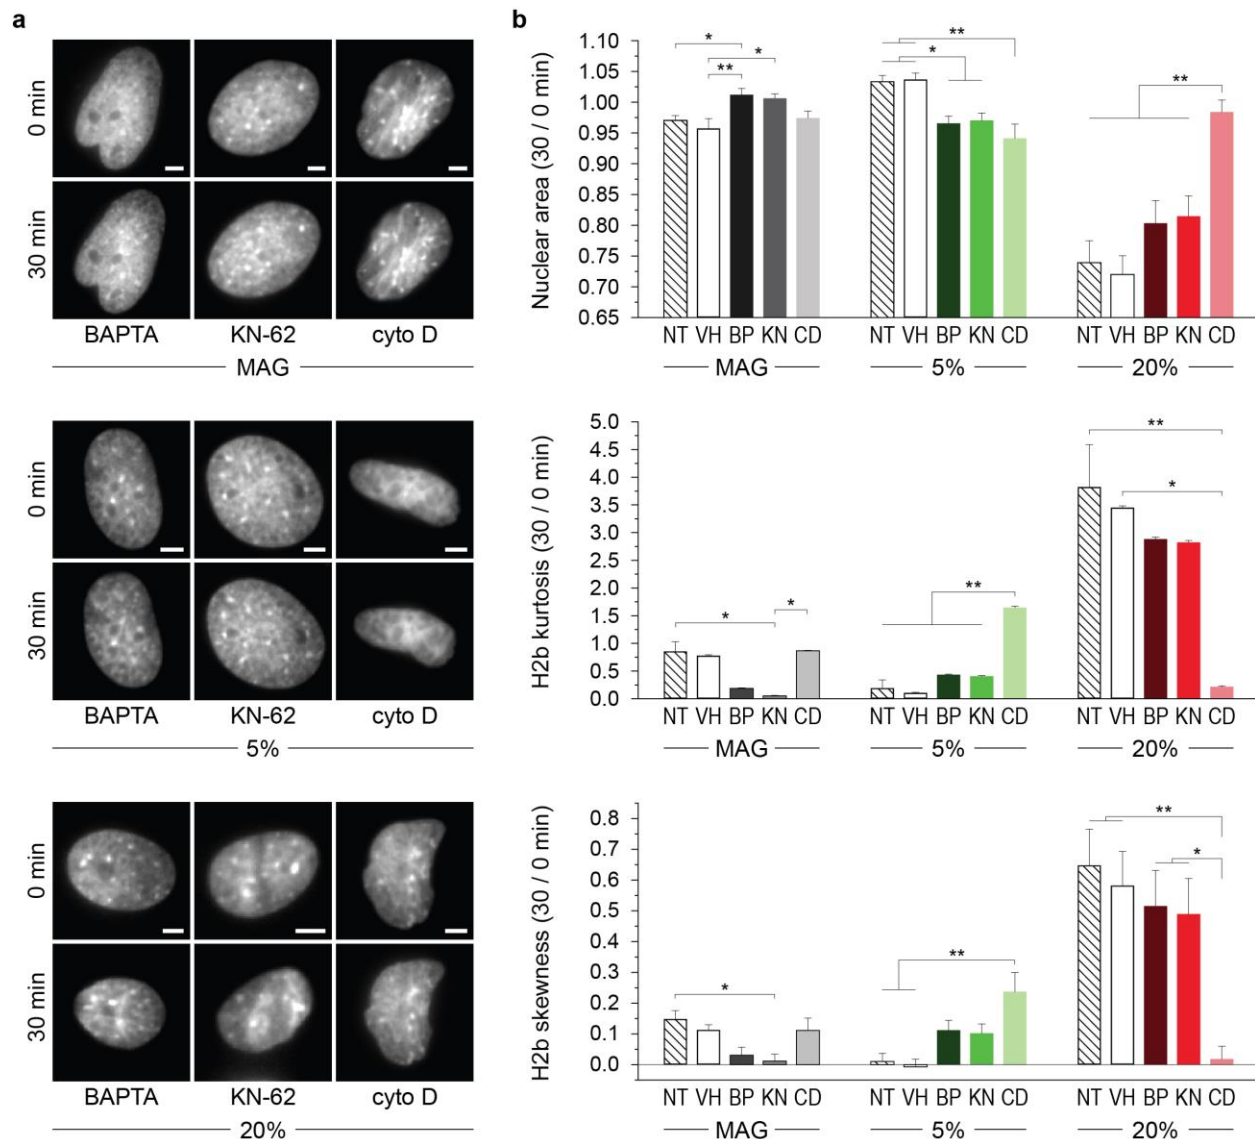 a
0 min
30 min
BAPTA KN-62 cyto D
MAG
0 min
30 min
BAPTA KN-62 cyto D
5%
0 min
30 min
BAPTA KN-62 cyto D
20%
b
Nuclear area (30 / 0 min)
1.10
1.05
1.00
0.95
0.90
0.85
0.80
0.75
0.70
0.65
* * ** ** * **
NT VH BP KN CD NT VH BP KN CD NT VH BP KN CD
MAG 5% 20%
H2b kurtosis (30 / 0 min)
5.0
4.5
4.0
3.5
3.0
2.5
2.0
1.5
1.0
0.5
0.0
* * ** ** *
NT VH BP KN CD NT VH BP KN CD NT VH BP KN CD
MAG 5% 20%
H2b skewness (30 / 0 min)
0.8
0.7
0.6
0.5
0.4
0.3
0.2
0.1
0.0
* ** ** *
NT VH BP KN CD NT VH BP KN CD NT VH BP KN CD
MAG 5% 20%